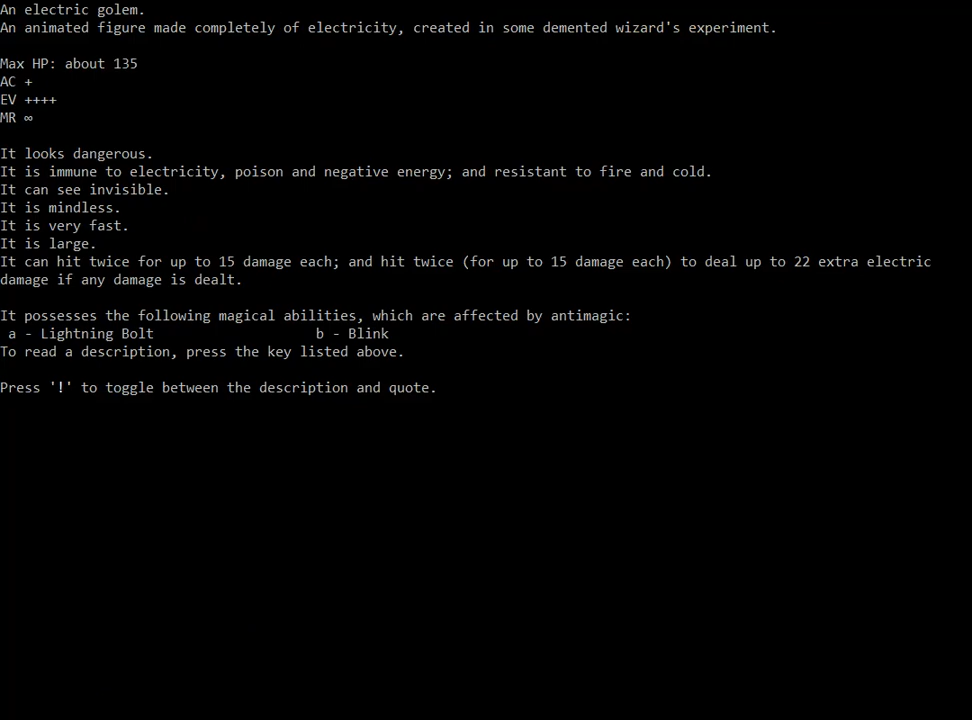 An electric golem.
An animated figure made completely of electricity, created in some demented wizard's experiment.
Max HP: about 135
AC +
EV ++++
MR ∞
It looks dangerous.
It is immune to electricity, poison and negative energy; and resistant to fire and cold.
It can see invisible.
It is mindless.
It is very fast.
It is large.
It can hit twice for up to 15 damage each; and hit twice (for up to 15 damage each) to deal up to 22 extra electric
damage if any damage is dealt.
It possesses the following magical abilities, which are affected by antimagic:
a - Lightning Bolt b - Blink
To read a description, press the key listed above.
Press '!' to toggle between the description and quote.